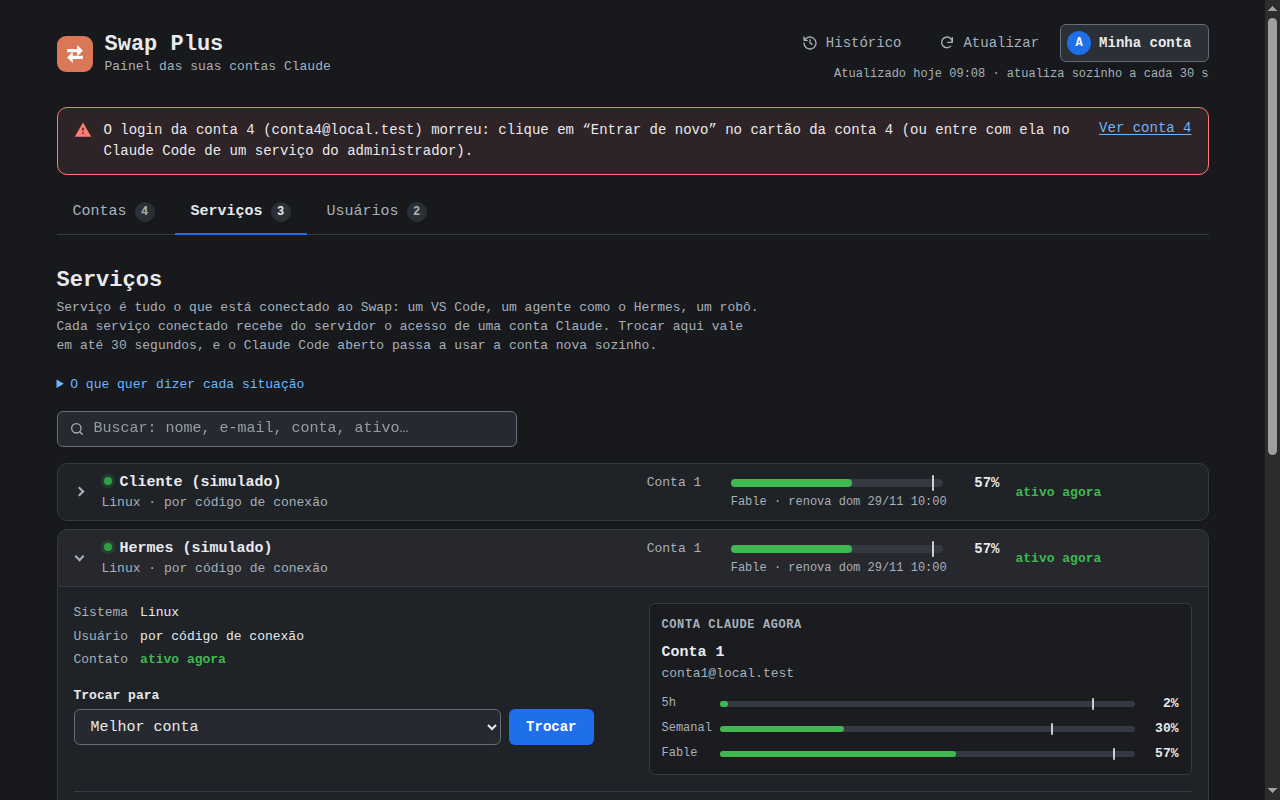 Swap Plus
Painel das suas contas Claude
Histórico
Atualizar
A Minha conta
Atualizado hoje 09:08 · atualiza sozinho a cada 30 s
O login da conta 4 (conta4@local.test) morreu: clique em “Entrar de novo” no cartão da conta 4 (ou entre com ela no
Claude Code de um serviço do administrador).
Ver conta 4
Contas 4
Serviços 3
Usuários 2
Serviços
Serviço é tudo o que está conectado ao Swap: um VS Code, um agente como o Hermes, um robô.
Cada serviço conectado recebe do servidor o acesso de uma conta Claude. Trocar aqui vale
em até 30 segundos, e o Claude Code aberto passa a usar a conta nova sozinho.
O que quer dizer cada situação
Buscar: nome, e-mail, conta, ativo…
Cliente (simulado)
Linux · por código de conexão
Conta 1
57%
Fable · renova dom 29/11 10:00
ativo agora
Hermes (simulado)
Linux · por código de conexão
Conta 1
57%
Fable · renova dom 29/11 10:00
ativo agora
Sistema Linux
Usuário por código de conexão
Contato ativo agora
Trocar para
Melhor conta
Trocar
CONTA CLAUDE AGORA
Conta 1
conta1@local.test
5h 2%
Semanal 30%
Fable 57%